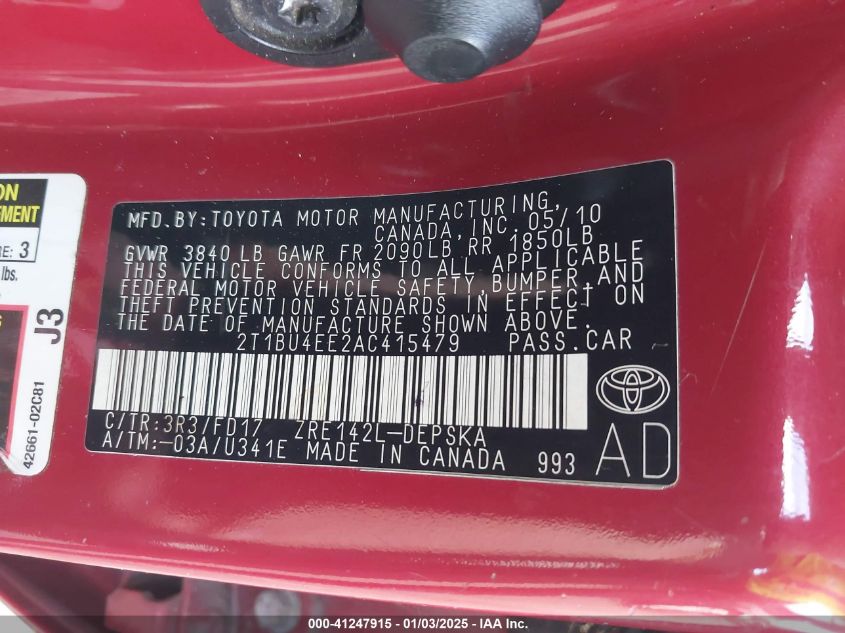 MFD.BY:TOYOTA MOTOR MANUFACTURING,
CANADA,INC. 05/10
GVWR 3840 LB GAWR FR 2090LB, RR 1850LB
THIS VEHICLE CONFORMS TO ALL APPLICABLE
FEDERAL MOTOR VEHICLE SAFETY, BUMPER, AND
THEFT PREVENTION STANDARDS IN EFFECT ON
THE DATE OF MANUFACTURE SHOWN ABOVE.
2T1BU4EE2AC415479 PASS.CAR
C/TR:3R3/FD17 ZRE142L-DEPSKA
A/TM:-03A/U341E MADE IN CANADA 993
AD
3
lbs.
J3
42661-02C81
000-41247915 - 01/03/2025 - IAA Inc.